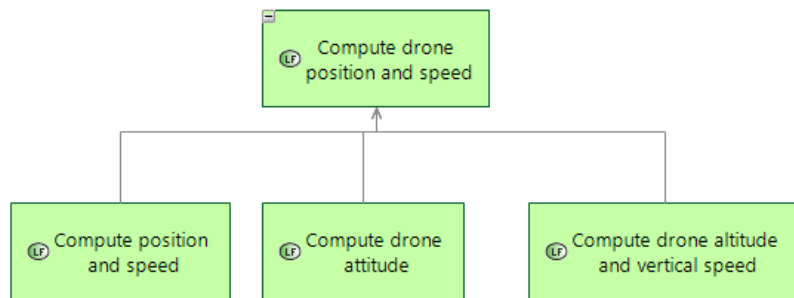 LF
Compute drone
position and speed
LF
Compute position
and speed
LF
Compute drone
attitude
LF
Compute drone altitude
and vertical speed